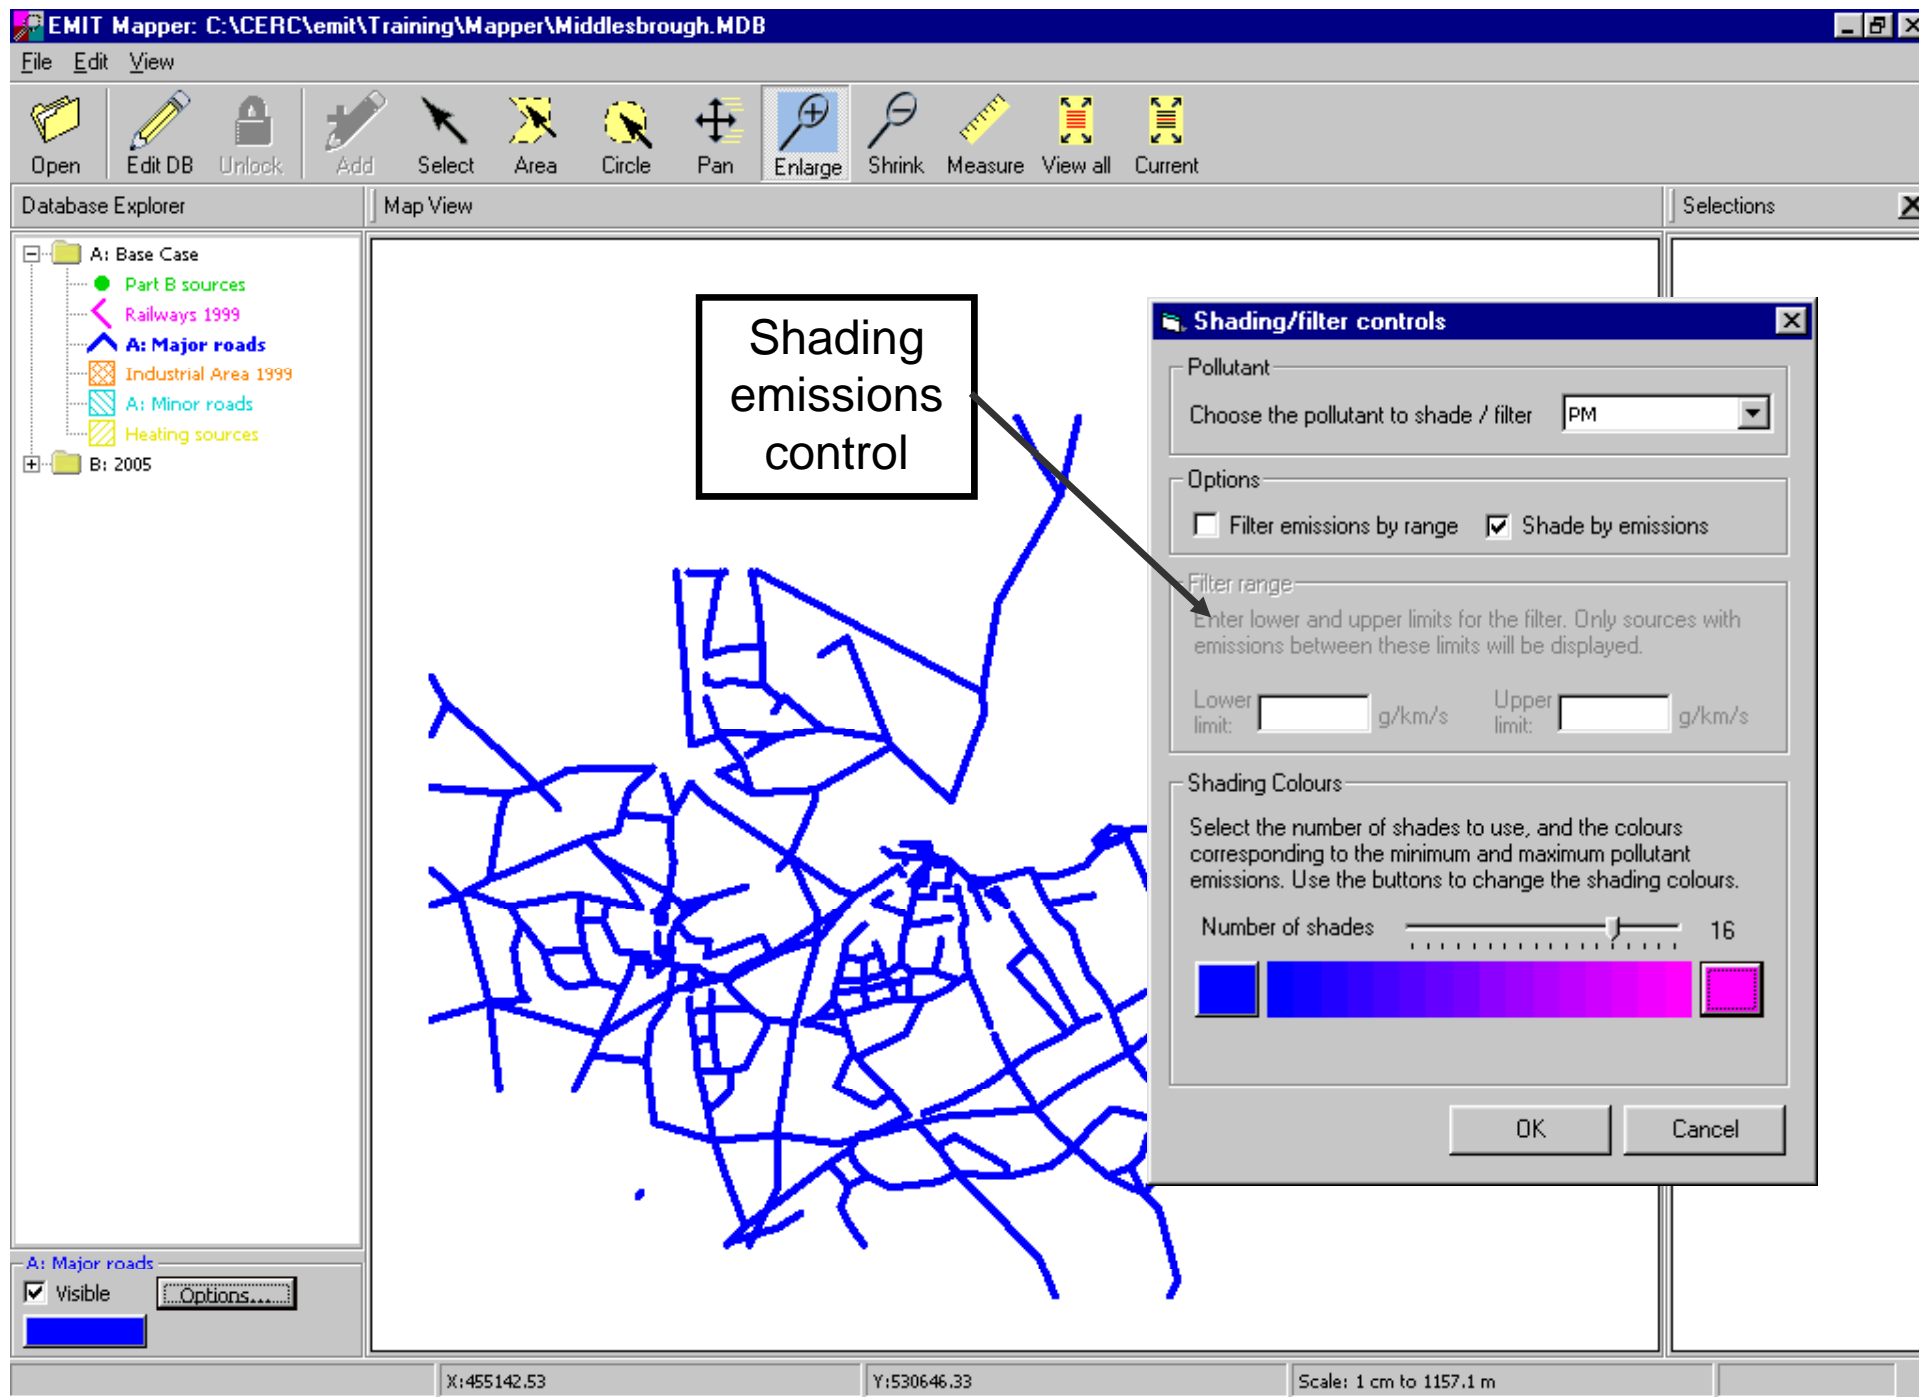 EMIT Mapper: C:\CERC\emit\Training\Mapper\Middlesbrough.MDB
File Edit View
Open Edit DB Unlock Add Select Area Circle Pan Enlarge Shrink Measure View all Current
Database Explorer
Map View
Selections
A: Base Case
Part B sources
Railways 1999
A: Major roads
Industrial Area 1999
A: Minor roads
Heating sources
B: 2005
Shading
emissions
control
Shading/filter controls
Pollutant
Choose the pollutant to shade / filter PM
Options
Filter emissions by range Shade by emissions
Filter range
Enter lower and upper limits for the filter. Only sources with
emissions between these limits will be displayed.
Lower
limit: g/km/s
Upper
limit: g/km/s
Shading Colours
Select the number of shades to use, and the colours
corresponding to the minimum and maximum pollutant
emissions. Use the buttons to change the shading colours.
Number of shades 16
OK Cancel
A: Major roads
Visible Options....
X:455142.53 Y:530646.33 Scale: 1 cm to 1157.1 m